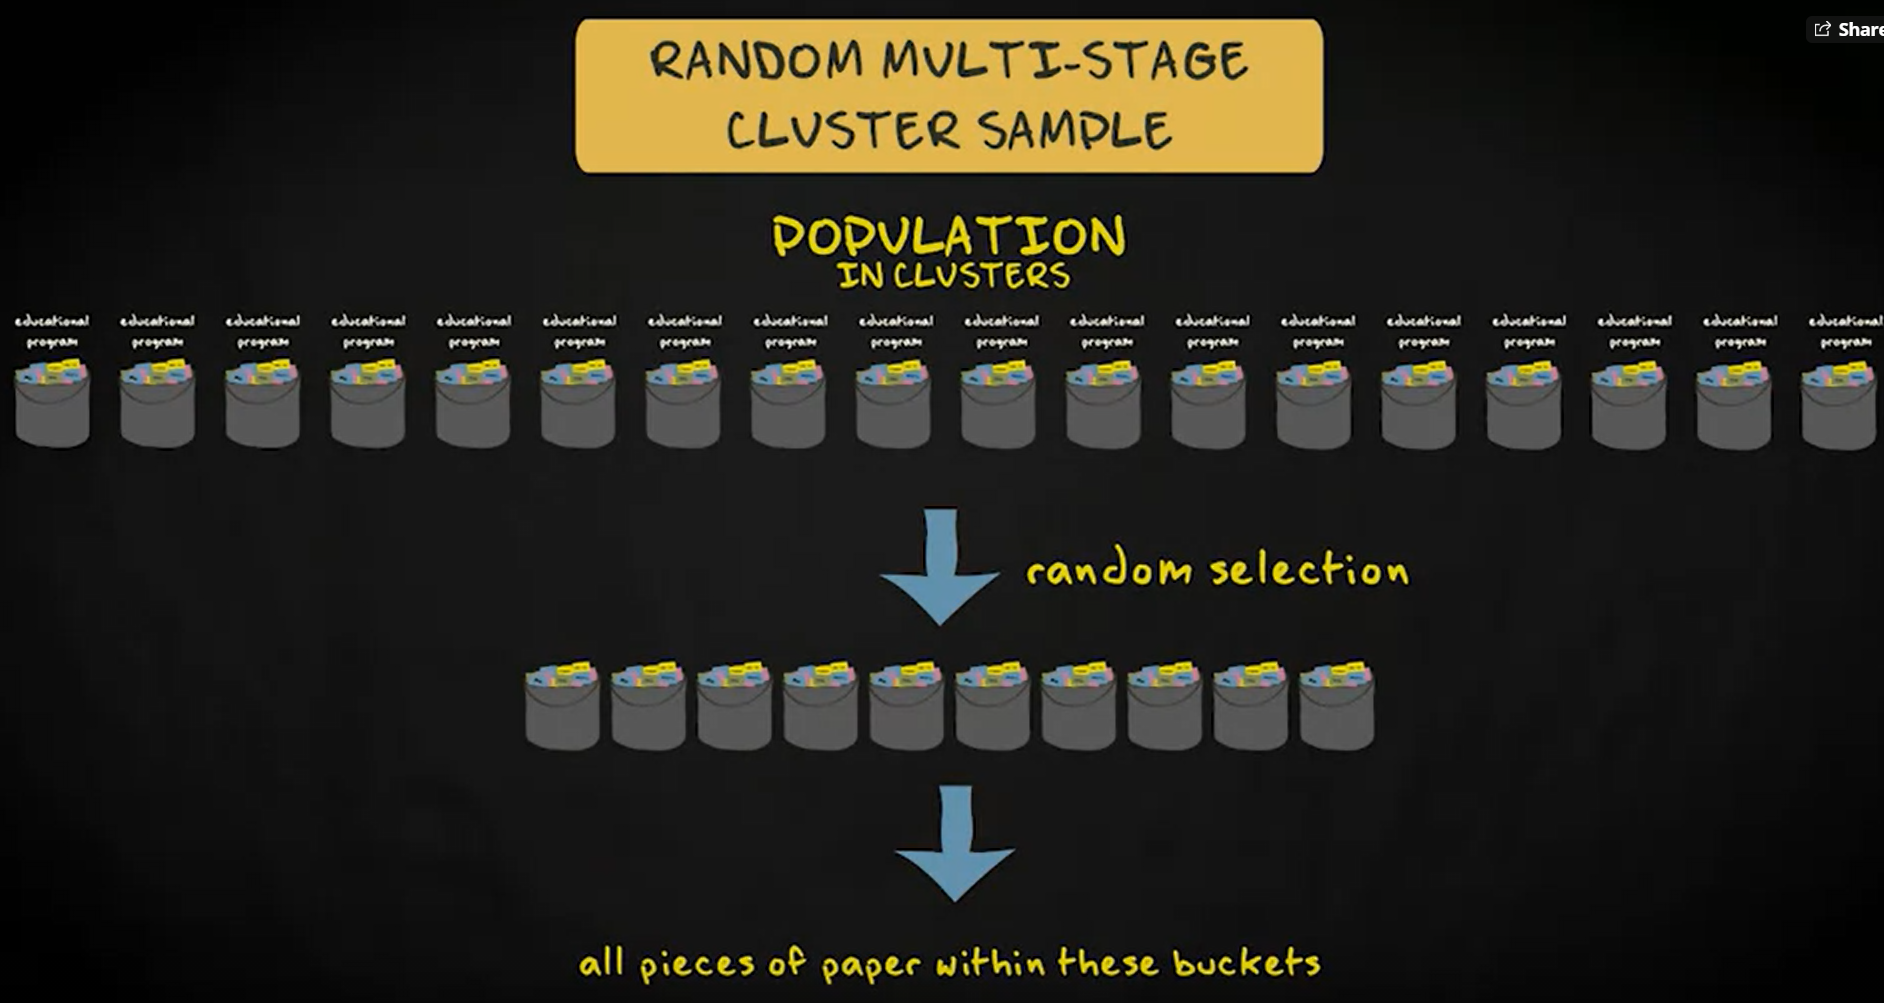 Share
RANDOM MULTI-STAGE
CLUSTER SAMPLE
POPULATION
IN CLUSTERS
educational educational educational educational educational educational educational educational educational educational educational educational educational educational educational educational educational educational
program program program program program program program program program program program program program program program program program program
random selection
all pieces of paper within these buckets